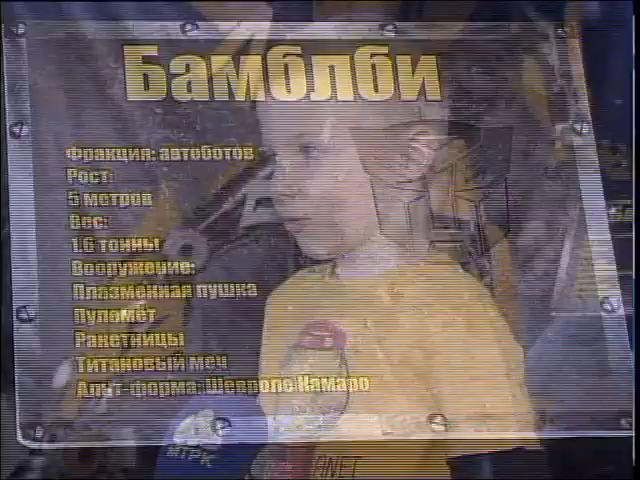 Бамблби
Фракция: автоботов
Рост:
5 метров
Вес:
1.6 тонны
Вооружение:
Плазменная пушка
Пулемёт
Ракетницы
Титановый меч
Альт-форма: Шевроле Камаро
МТРК
ANET